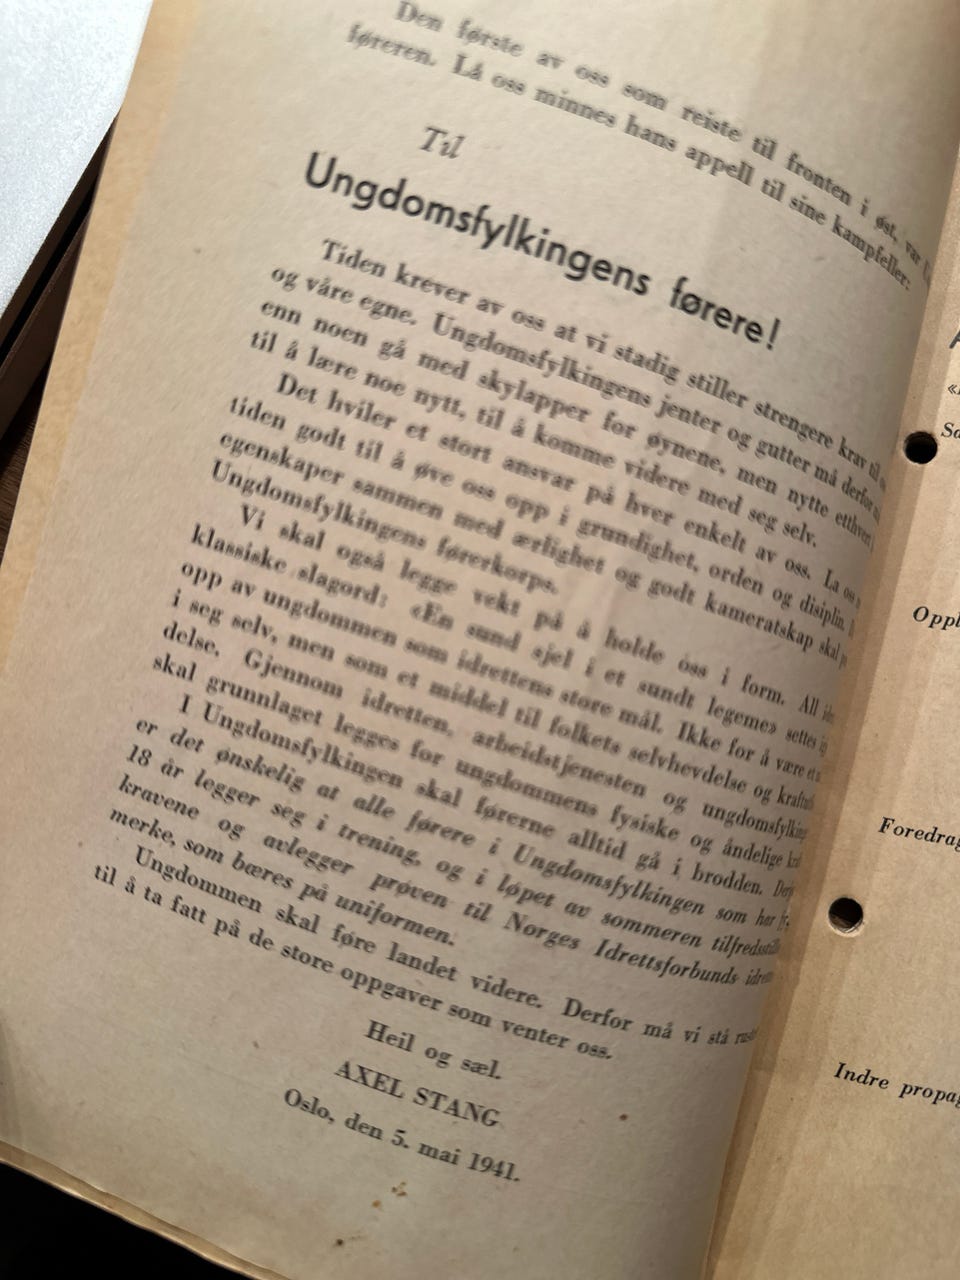 Den første av oss som reiste til fronten i øst, var
føreren. La oss minnes hans appell til sine kampfeller:
Til
Ungdomsfylkingens førere!
Tiden krever av oss at vi stadig stiller strengere krav til
og våre egne. Ungdomsfylkingens jenter og gutter må derfor
enn noen gå med skylapper for øynene, men nytte ethvert
til å lære noe nytt, til å komme videre med seg selv.
Det hviler et stort ansvar på hver enkelt av oss. La oss
tiden godt til å øve oss opp i grundighet, orden og disiplin.
egenskaper sammen med ærlighet og godt kameratskap skal
Ungdomsfylkingens førerkorps.
Vi skal også legge vekt på å holde oss i form. All
klassiske slagord: «En sund sjel i et sundt legeme» settes
opp av ungdommen som idrettens store mål. Ikke for å være
i seg selv, men som et middel til folkets selvhevdelse og
delse. Gjennom idretten, arbeidstjenesten og
skal grunnlaget legges for ungdommens fysiske og åndelige
I Ungdomsfylkingen skal førerne alltid gå i brodden.
er det ønskelig at alle førere i Ungdomsfylkingen som har
18 år legger seg i trening, og i løpet av sommeren
kravene og avlegger prøven til Norges Idrettsforbunds
merke, som bæres på uniformen.
Ungdommen skal føre landet videre. Derfor må vi stå
til å ta fatt på de store oppgaver som venter oss.
Heil og sæl.
AXEL STANG
Oslo, den 5. mai 1941.